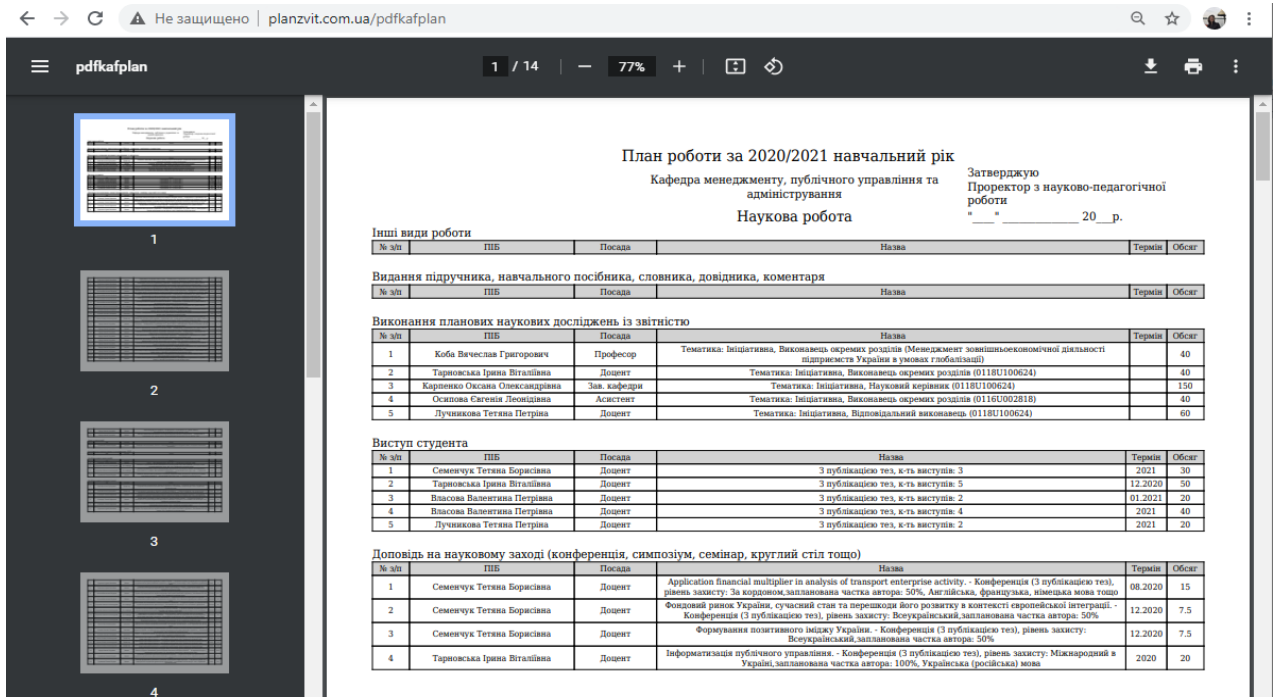 Не защищено | planzvit.com.ua/pdfkafplan
pdfkafplan
1 / 14 | − 77% +
1
2
3
4
План роботи за 2020/2021 навчальний рік
Кафедра менеджменту, публічного управління та
адміністрування
Затверджую
Проректор з науково-педагогічної
роботи
Наукова робота
"___" ______________ 20___р.
Інші види роботи
№ з/п ПІБ Посада Назва Термін Обсяг
Видання підручника, навчального посібника, словника, довідника, коментаря
№ з/п ПІБ Посада Назва Термін Обсяг
Виконання планових наукових досліджень із звітністю
№ з/п ПІБ Посада Назва Термін Обсяг
1 Коба Вячеслав Григорович Професор Тематика: Ініціативна, Виконавець окремих розділів (Менеджмент зовнішньоекономічної діяльності
підприємств України в умовах глобалізації) 40
2 Тарновська Ірина Віталіївна Доцент Тематика: Ініціативна, Виконавець окремих розділів (0118U100624) 40
3 Карпенко Оксана Олександрівна Зав. кафедри Тематика: Ініціативна, Науковий керівник (0118U100624) 150
4 Осипова Євгенія Леонідівна Асистент Тематика: Ініціативна, Виконавець окремих розділів (0116U002818) 40
5 Лучникова Тетяна Петріна Доцент Тематика: Ініціативна, Відповідальний виконавець (0118U100624) 60
Виступ студента
№ з/п ПІБ Посада Назва Термін Обсяг
1 Семенчук Тетяна Борисівна Доцент З публікацією тез, к-ть виступів: 3 2021 30
2 Тарновська Ірина Віталіївна Доцент З публікацією тез, к-ть виступів: 5 12.2020 50
3 Власова Валентина Петрівна Доцент З публікацією тез, к-ть виступів: 2 01.2021 20
4 Власова Валентина Петрівна Доцент З публікацією тез, к-ть виступів: 4 2021 40
5 Лучникова Тетяна Петріна Доцент З публікацією тез, к-ть виступів: 2 2021 20
Доповідь на науковому заході (конференція, симпозіум, семінар, круглий стіл тощо)
№ з/п ПІБ Посада Назва Термін Обсяг
1 Семенчук Тетяна Борисівна Доцент Application financial multiplier in analysis of transport enterprise activity. - Конференція (З публікацією тез),
рівень захисту: За кордоном,запланована частка автора: 50%, Англійська, французька, німецька мова тощо 08.2020 15
2 Семенчук Тетяна Борисівна Доцент Фондовий ринок України, сучасний стан та перешкоди його розвитку в контексті європейської інтеграції. -
Конференція (З публікацією тез), рівень захисту: Всеукраїнський,запланована частка автора: 50% 12.2020 7.5
3 Семенчук Тетяна Борисівна Доцент Формування позитивного іміджу України. - Конференція (З публікацією тез), рівень захисту:
Всеукраїнський,запланована частка автора: 50% 12.2020 7.5
4 Тарновська Ірина Віталіївна Доцент Інформатизація публічного управління. - Конференція (З публікацією тез), рівень захисту: Міжнародний в
Україні,запланована частка автора: 100%, Українська (російська) мова 2020 20